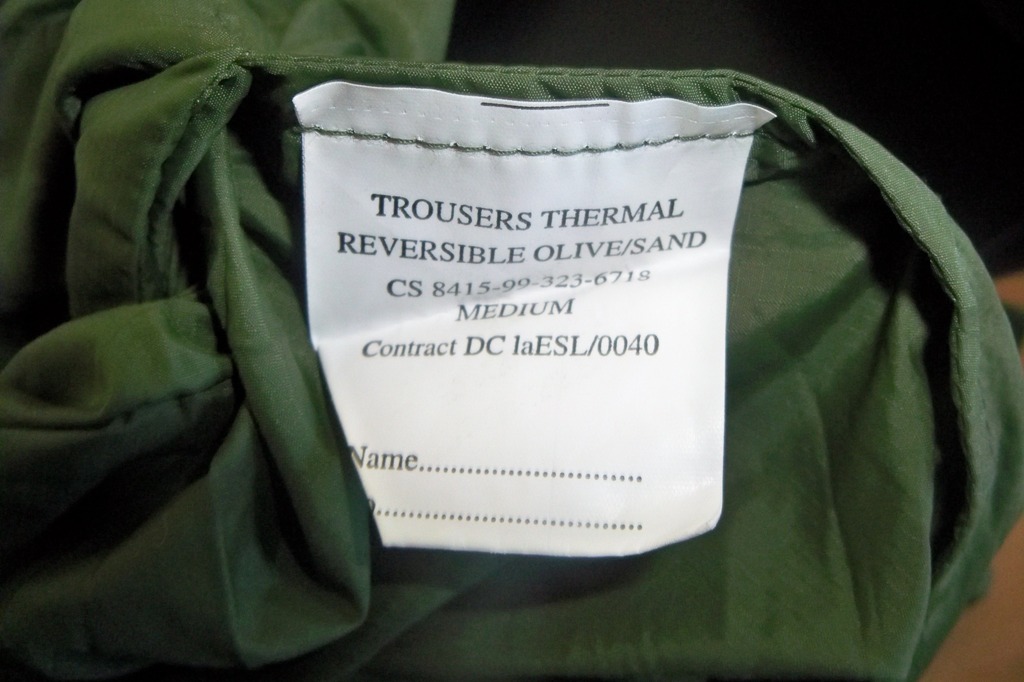 TROUSERS THERMAL
REVERSIBLE OLIVE/SAND
CS 8415-99-323-6718
MEDIUM
Contract DC laESL/0040
Name..............................
..............................